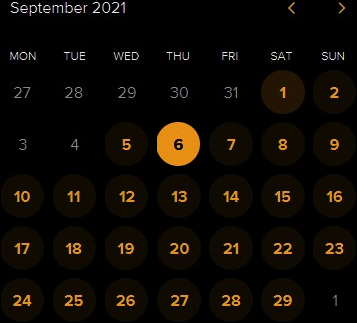 September 2021
MON TUE WED THU FRI SAT SUN
27 28 29 30 31 1 2
3 4 5 6 7 8 9
10 11 12 13 14 15 16
17 18 19 20 21 22 23
24 25 26 27 28 29 1